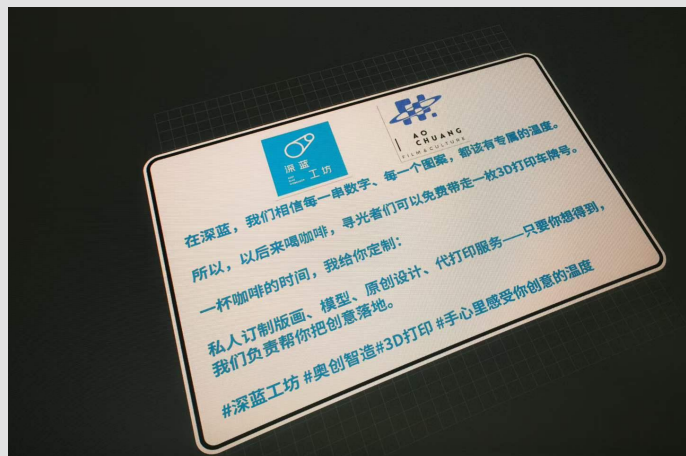 深蓝
工坊
AO
CHUANG
FILM&CULTURE
在深蓝，我们相信每一串数字、每一个图案，都该有专属的温度。
所以，以后来喝咖啡，寻光者们可以免费带走一枚3D打印车牌号。
一杯咖啡的时间，我给你定制：
私人订制版画、模型、原创设计、代打印服务——只要你想得到，
我们负责帮你把创意落地。
#深蓝工坊 #奥创智造#3D打印 #手心里感受你创意的温度